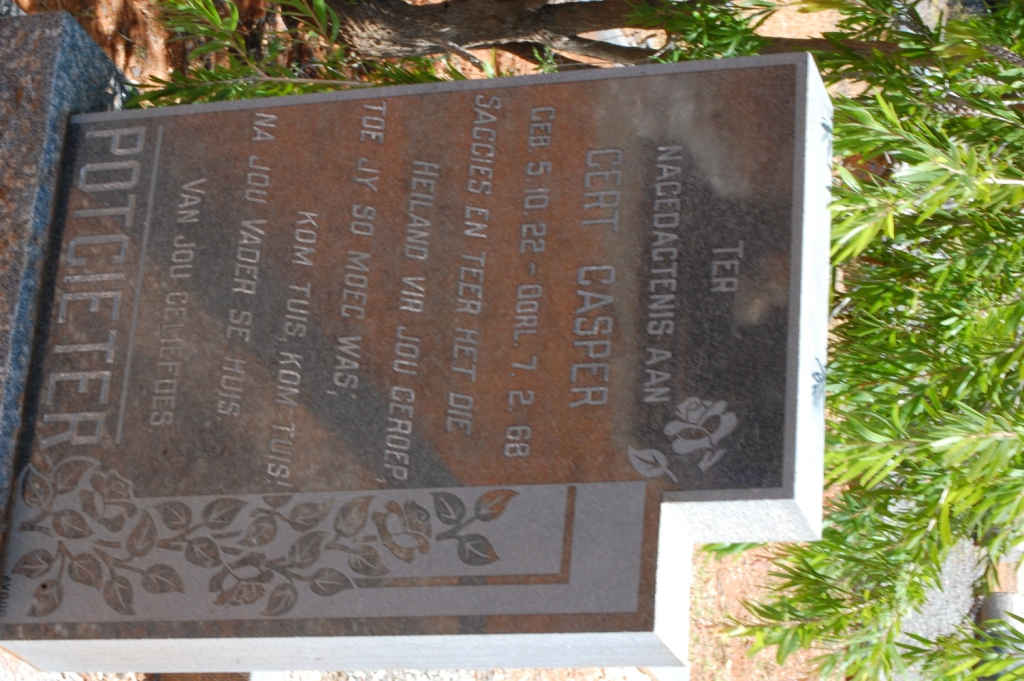 TER
NAGEDAGTENIS AAN
GERT CASPER
GEB 5.10.22 - OORL. 7.2.68
SAGGIES EN TEER HET DIE
HEILAND VIR JOU GEROEP,
TOE JY SO MOEG WAS;
KOM TUIS, KOM-TUIS!
NA JOU VADER SE HUIS.
VAN JOU GELIEFDES
POTGIETER